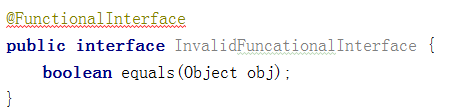 @FunctionalInterface
public interface InvalidFuncationalInterface {
    boolean equals(Object obj);
}